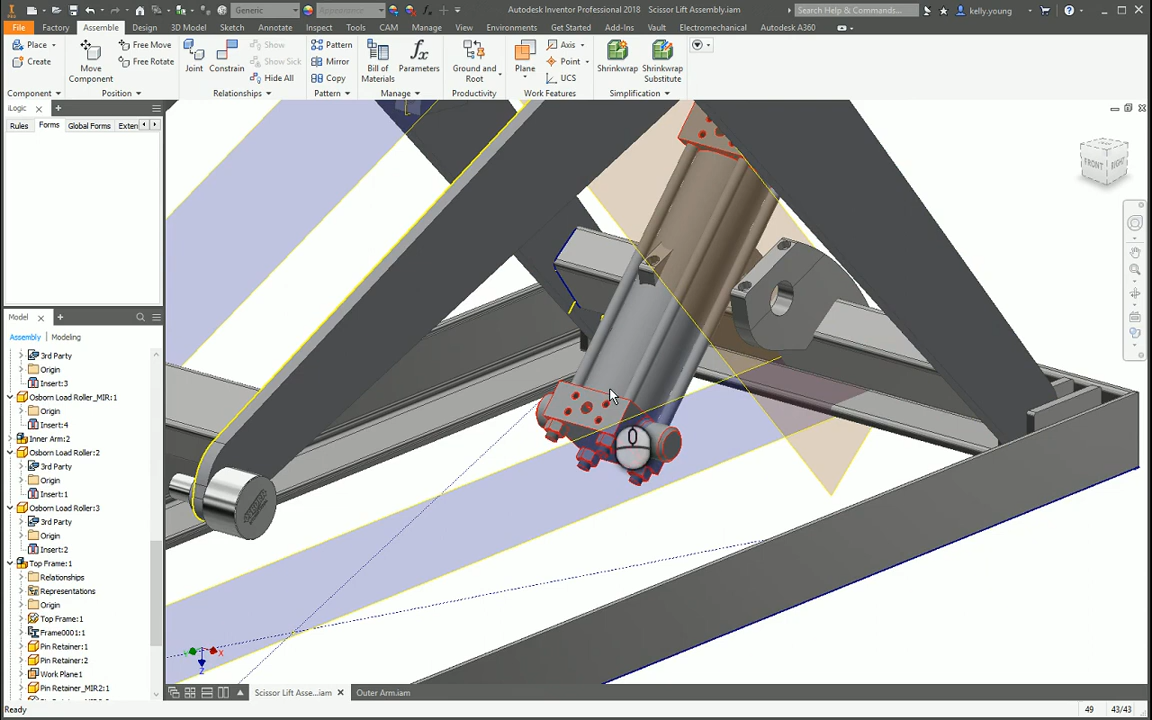 Generic
Appearance
Autodesk Inventor Professional 2018
Scissor Lift Assembly.iam
Search Help & Commands...
kelly.young
File
Factory
Assemble
Design
3D Model
Sketch
Annotate
Inspect
Tools
CAM
Manage
View
Environments
Get Started
Add-Ins
Vault
Electromechanical
Autodesk A360
Place
Create
Component
Move
Component
Free Move
Free Rotate
Position
Joint
Constrain
Show
Show Sick
Hide All
Relationships
Pattern
Mirror
Copy
Pattern
Bill of
Materials
fx
Parameters
Manage
Ground and
Root
Productivity
Plane
Axis
Point
UCS
Work Features
Shrinkwrap
Shrinkwrap
Substitute
Simplification
iLogic
Rules
Forms
Global Forms
Exten
Model
Assembly
Modeling
3rd Party
Origin
Insert:3
Osborn Load Roller_MIR:1
Origin
Insert:4
Inner Arm:2
Osborn Load Roller:2
3rd Party
Origin
Insert:1
Osborn Load Roller:3
3rd Party
Origin
Insert:2
Top Frame:1
Relationships
Representations
Origin
Top Frame:1
Frame0001:1
Pin Retainer:1
Pin Retainer:2
Work Plane1
Pin Retainer_MIR2:1
FRONT
RIGHT
X
Z
Scissor Lift Asse...iam
Outer Arm.iam
Ready
49
43/43